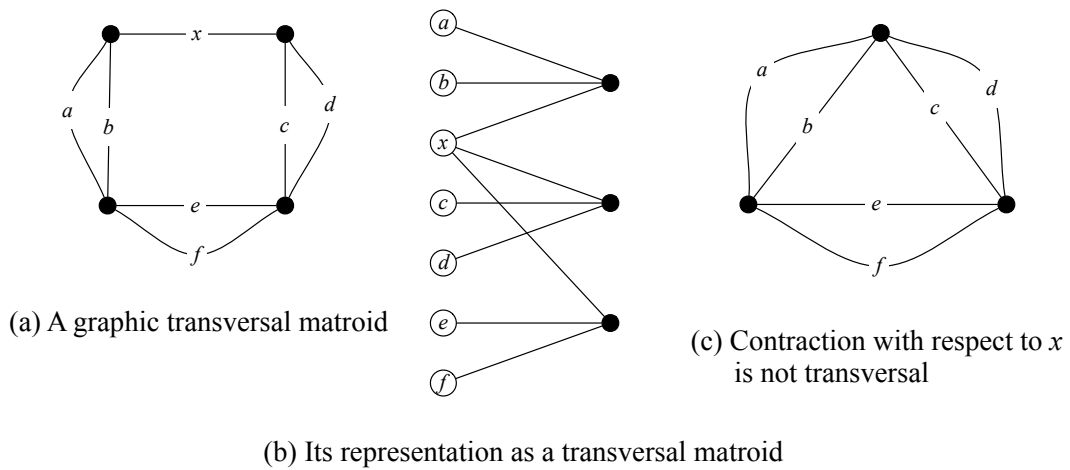 x
a
b
c
d
e
f
(a) A graphic transversal matroid
a
b
x
c
d
e
f
(b) Its representation as a transversal matroid
a
b
c
d
e
f
(c) Contraction with respect to x
is not transversal